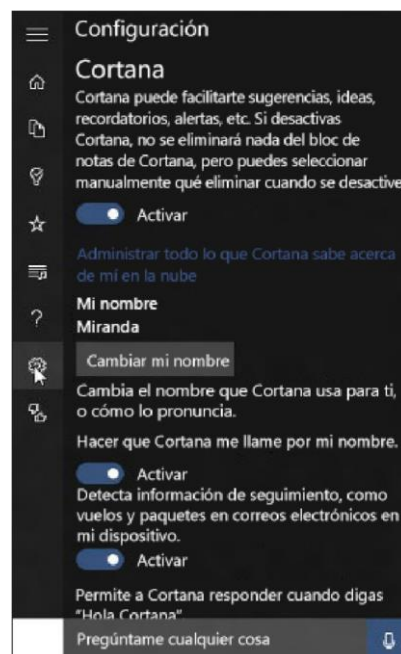 Configuración
Cortana
Cortana puede facilitarte sugerencias, ideas,
recordatorios, alertas, etc. Si desactivas
Cortana, no se eliminará nada del bloc de
notas de Cortana, pero puedes seleccionar
manualmente qué eliminar cuando se desactive
Activar
Administrar todo lo que Cortana sabe acerca
de mí en la nube
Mi nombre
Miranda
Cambiar mi nombre
Cambia el nombre que Cortana usa para ti,
o cómo lo pronuncia.
Hacer que Cortana me llame por mi nombre.
Activar
Detecta información de seguimiento, como
vuelos y paquetes en correos electrónicos en
mi dispositivo.
Activar
Permite a Cortana responder cuando digas
"Hola Cortana"
Pregúntame cualquier cosa